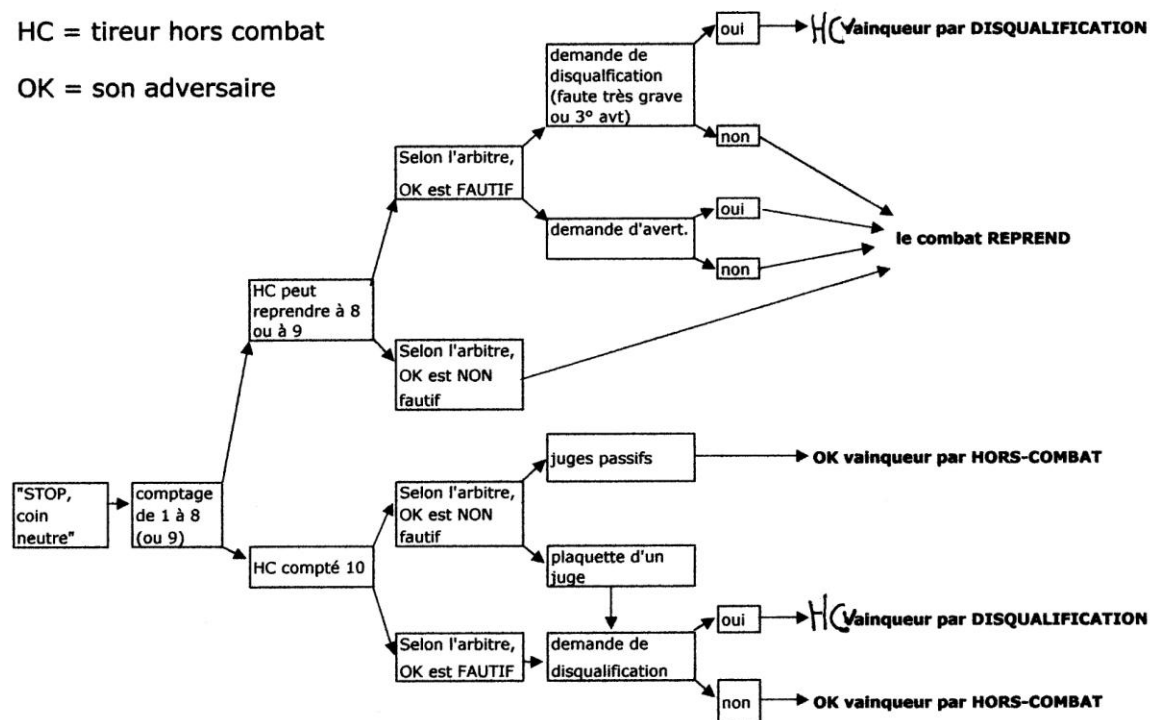 HC = tireur hors combat
OK = son adversaire
"STOP,
coin
neutre"
comptage
de 1 à 8
(ou 9)
HC peut
reprendre à 8
ou à 9
Selon l'arbitre,
OK est FAUTIF
demande de
disqualfication
(faute très grave
ou 3° avt)
oui
HC vainqueur par DISQUALIFICATION
non
demande d'avert.
oui
non
le combat REPREND
Selon l'arbitre,
OK est NON
fautif
HC compté 10
Selon l'arbitre,
OK est NON
fautif
juges passifs
OK vainqueur par HORS-COMBAT
plaquette d'un
juge
Selon l'arbitre,
OK est FAUTIF
demande de
disqualification
oui
HC vainqueur par DISQUALIFICATION
non
OK vainqueur par HORS-COMBAT